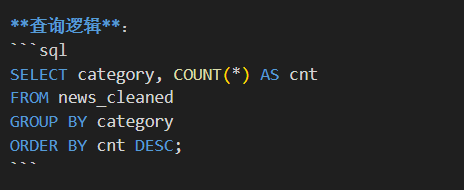 **查询逻辑**：
```sql
SELECT category, COUNT(*) AS cnt
FROM news_cleaned
GROUP BY category
ORDER BY cnt DESC;
```